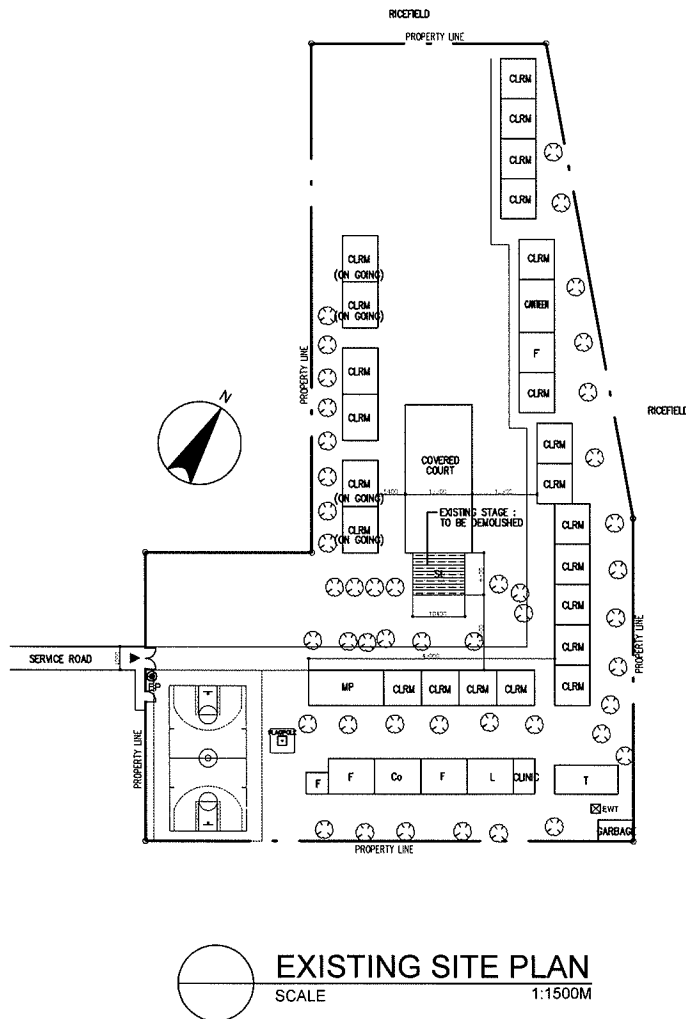 RICEFIELD
PROPERTY LINE
CLRM
CLRM
CLRM
CLRM
CLRM
(ON GOING)
CLRM
(ON GOING)
CLRM
CANTEEN
F
CLRM
PROPERTY LINE
CLRM
CLRM
N
RICEFIELD
COVERED
COURT
CLRM
CLRM
CLRM
(ON GOING)
CLRM
(ON GOING)
EXISTING STAGE :
TO BE DEMOLISHED
CLRM
CLRM
CLRM
CLRM
CLRM
PROPERTY LINE
SERVICE ROAD
MP
CLRM
CLRM
CLRM
CLRM
FLAGPOLE
PROPERTY LINE
F
F
Co
F
L
CLINIC
T
EWT
GARBAGE
PROPERTY LINE
EXISTING SITE PLAN
SCALE
1:1500M